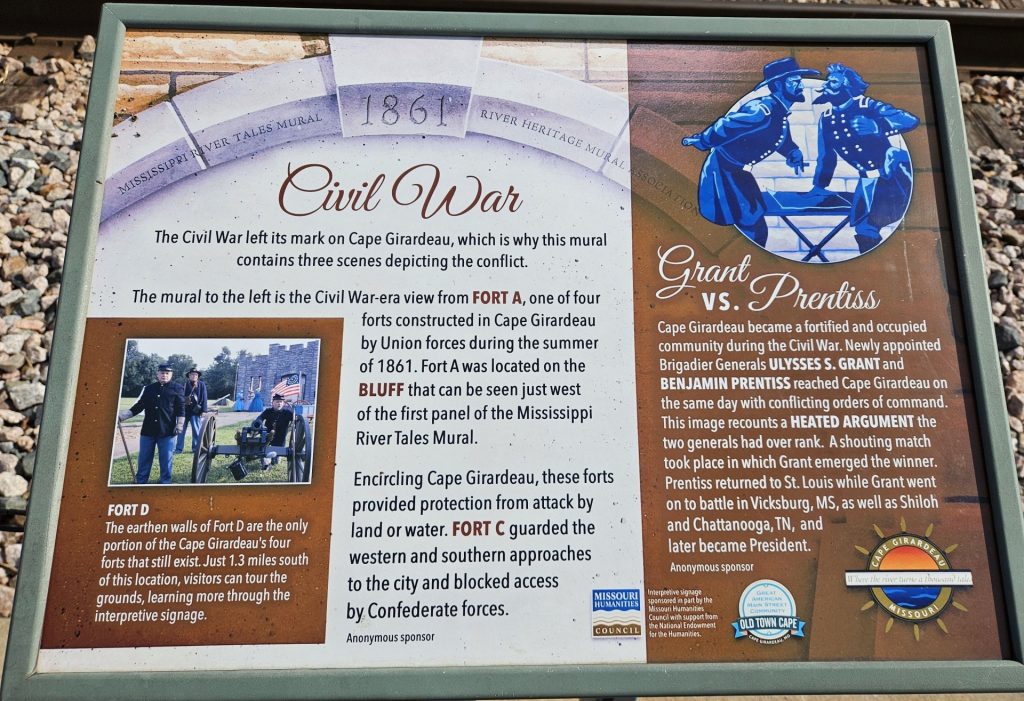 MISSISSIPPI RIVER TALES MURAL
1861
RIVER HERITAGE MURAL ASSOCIATION
Civil War
The Civil War left its mark on Cape Girardeau, which is why this mural
contains three scenes depicting the conflict.
The mural to the left is the Civil War-era view from FORT A, one of four
forts constructed in Cape Girardeau
by Union forces during the summer
of 1861. Fort A was located on the
BLUFF that can be seen just west
of the first panel of the Mississippi
River Tales Mural.
Encircling Cape Girardeau, these forts
provided protection from attack by
land or water. FORT C guarded the
western and southern approaches
to the city and blocked access
by Confederate forces.
Anonymous sponsor
FORT D
The earthen walls of Fort D are the only
portion of the Cape Girardeau's four
forts that still exist. Just 1.3 miles south
of this location, visitors can tour the
grounds, learning more through the
interpretive signage.
Grant
vs. Prentiss
Cape Girardeau became a fortified and occupied
community during the Civil War. Newly appointed
Brigadier Generals ULYSSES S. GRANT and
BENJAMIN PRENTISS reached Cape Girardeau on
the same day with conflicting orders of command.
This image recounts a HEATED ARGUMENT the
two generals had over rank. A shouting match
took place in which Grant emerged the winner.
Prentiss returned to St. Louis while Grant went
on to battle in Vicksburg, MS, as well as Shiloh
and Chattanooga, TN, and
later became President.
Anonymous sponsor
MISSOURI
HUMANITIES
COUNCIL
Interpretive signage
sponsored in part by the
Missouri Humanities
Council with support from
the National Endowment
for the Humanities.
GREAT
AMERICAN
MAIN STREET
COMMUNITY
OLD TOWN CAPE
CAPE GIRARDEAU MO
CAPE GIRARDEAU
Where the river turns a thousand tales...
MISSOURI